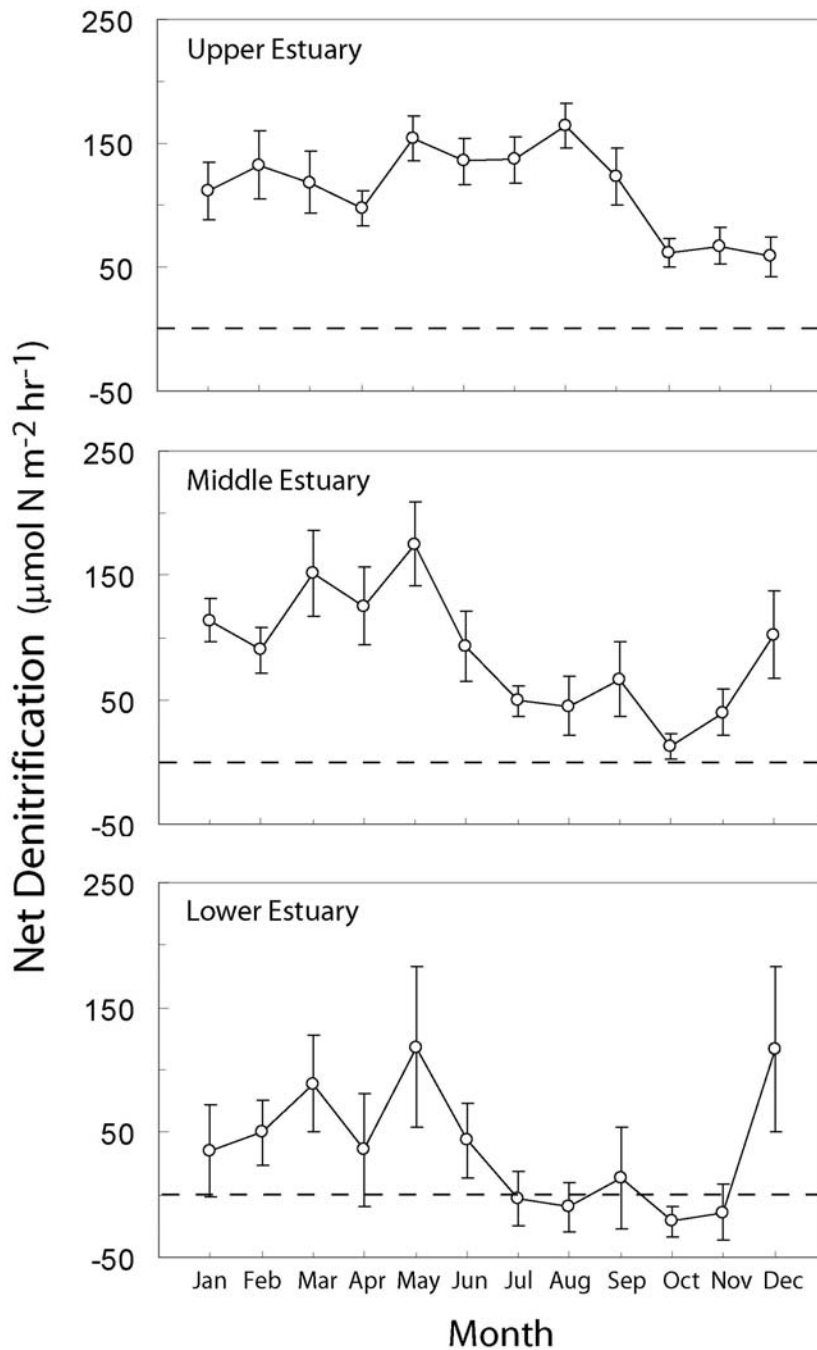 250
Upper Estuary
150
50
-50
250
Middle Estuary
150
50
-50
250
Lower Estuary
150
50
-50
Jan Feb Mar Apr May Jun Jul Aug Sep Oct Nov Dec
Month
Net Denitrification (μmol N m⁻² hr⁻¹)